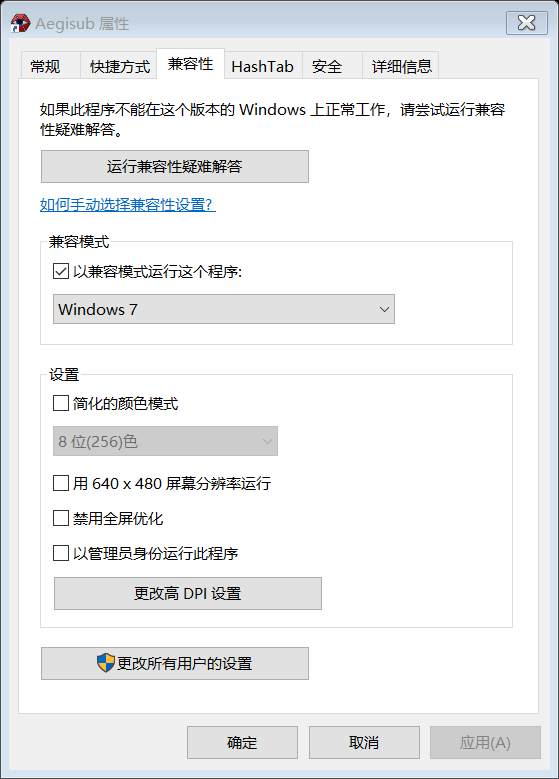 Aegisub 属性
常规 快捷方式 兼容性 HashTab 安全 详细信息
如果此程序不能在这个版本的 Windows 上正常工作，请尝试运行兼容
性疑难解答。
运行兼容性疑难解答
如何手动选择兼容性设置?
兼容模式
以兼容模式运行这个程序:
Windows 7
设置
简化的颜色模式
8 位(256)色
用 640 x 480 屏幕分辨率运行
禁用全屏优化
以管理员身份运行此程序
更改高 DPI 设置
更改所有用户的设置
确定 取消 应用(A)